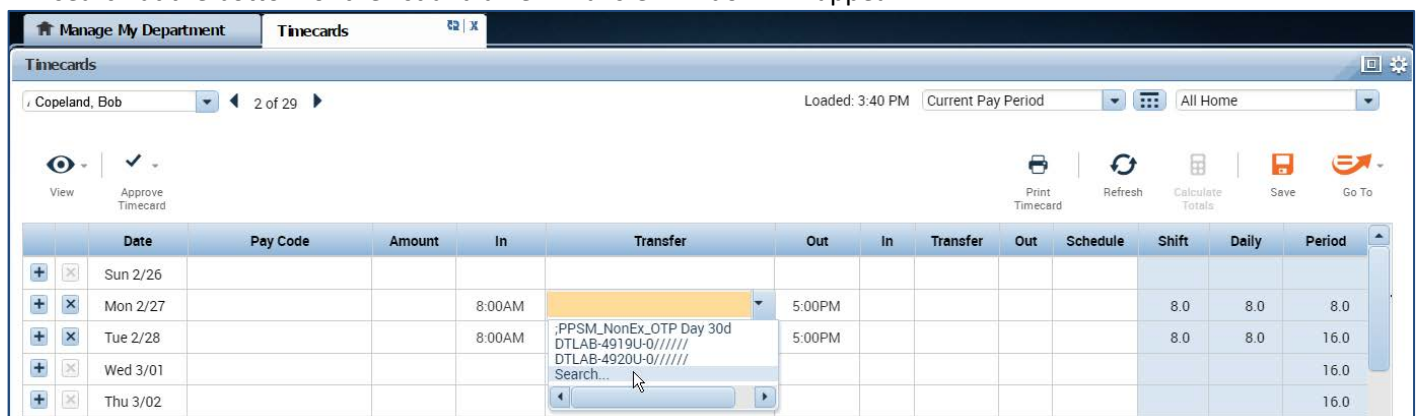 Manage My Department Timecards X
Timecards
Copeland, Bob 2 of 29 Loaded: 3:40 PM Current Pay Period All Home
View Approve Timecard Print Timecard Refresh Calculate Totals Save Go To
Date Pay Code Amount In Transfer Out In Transfer Out Schedule Shift Daily Period
Sun 2/26
Mon 2/27 8:00AM 5:00PM 8.0 8.0 8.0
;PPSM_NonEx_OTP Day 30d
Tue 2/28 8:00AM 5:00PM 8.0 8.0 16.0
DTLAB-4919U-0//////
DTLAB-4920U-0//////
Wed 3/01 Search... 16.0
Thu 3/02 16.0